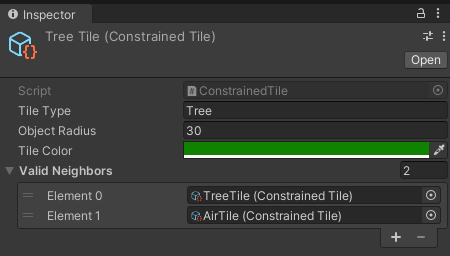 Inspector
Tree Tile (Constrained Tile)
Open
Script ConstrainedTile
Tile Type Tree
Object Radius 30
Tile Color
Valid Neighbors 2
Element 0 TreeTile (Constrained Tile)
Element 1 AirTile (Constrained Tile)